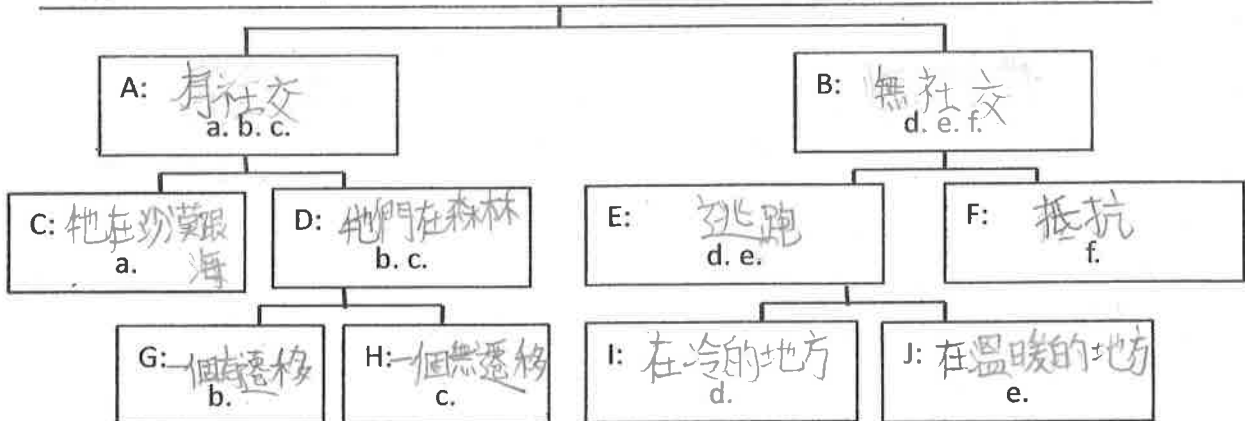 A: 有社交
a. b. c.
B: 無社交
d. e. f.
C: 牠在沙漠跟
海
a.
D: 牠門在森林
b. c.
E: 逃跑
d. e.
F: 抵抗
f.
G: 一個有遷移
b.
H: 一個無遷移
c.
I: 在冷的地方
d.
J: 在溫暖的地方
e.